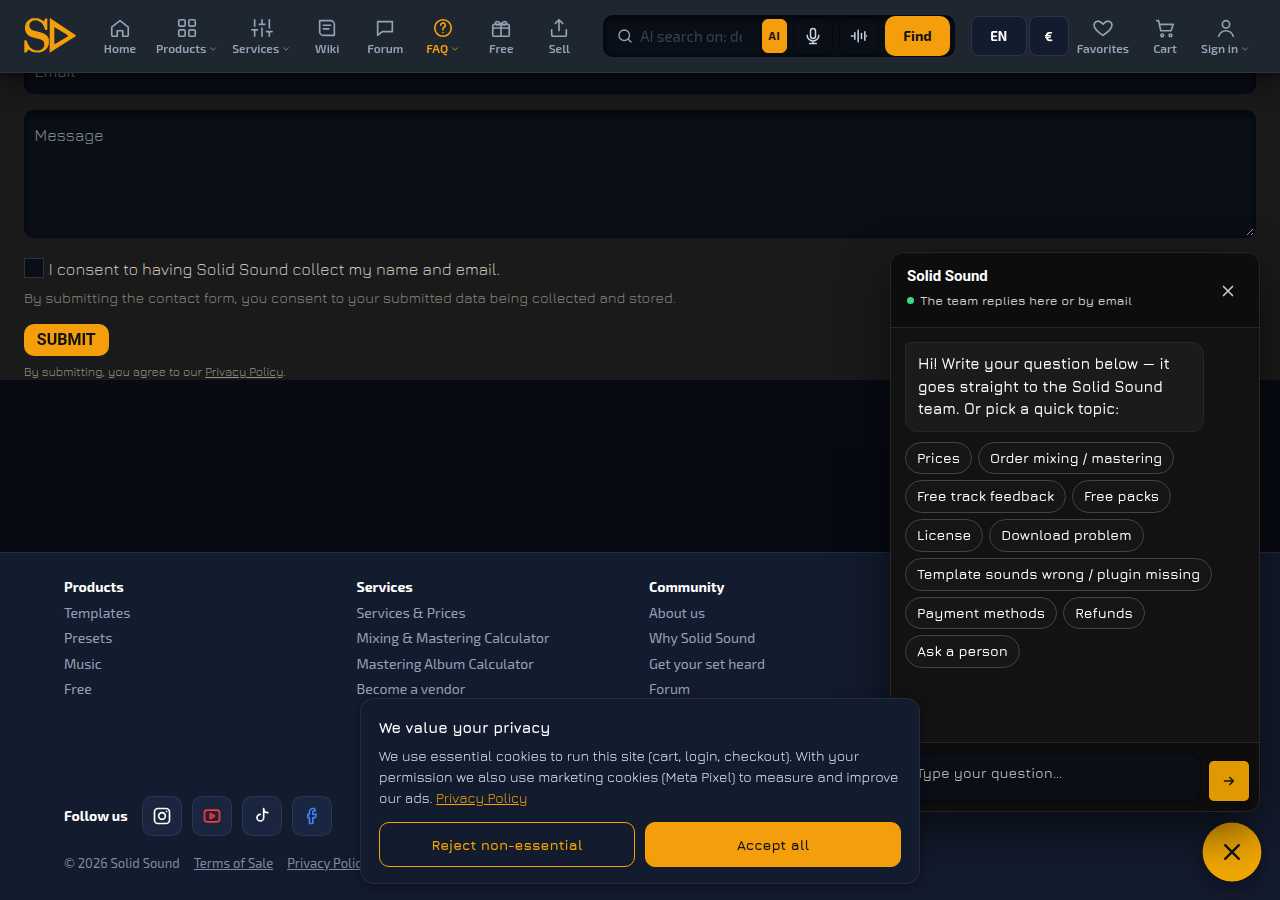 SD
Home
Products
Services
Wiki
Forum
FAQ
Free
Sell
AI search on:
AI
Find
EN
€
Favorites
Cart
Sign in
Email
Message
I consent to having Solid Sound collect my name and email.
By submitting the contact form, you consent to your submitted data being collected and stored.
SUBMIT
By submitting, you agree to our Privacy Policy.
Solid Sound
The team replies here or by email
Hi! Write your question below — it
goes straight to the Solid Sound
team. Or pick a quick topic:
Prices
Order mixing / mastering
Free track feedback
Free packs
License
Download problem
Template sounds wrong / plugin missing
Payment methods
Refunds
Ask a person
Type your question...
Products
Templates
Presets
Music
Free
Services
Services & Prices
Mixing & Mastering Calculator
Mastering Album Calculator
Become a vendor
Community
About us
Why Solid Sound
Get your set heard
Forum
Follow us
© 2026 Solid Sound
Terms of Sale
Privacy Polic
We value your privacy
We use essential cookies to run this site (cart, login, checkout). With your
permission we also use marketing cookies (Meta Pixel) to measure and improve
our ads. Privacy Policy
Reject non-essential
Accept all